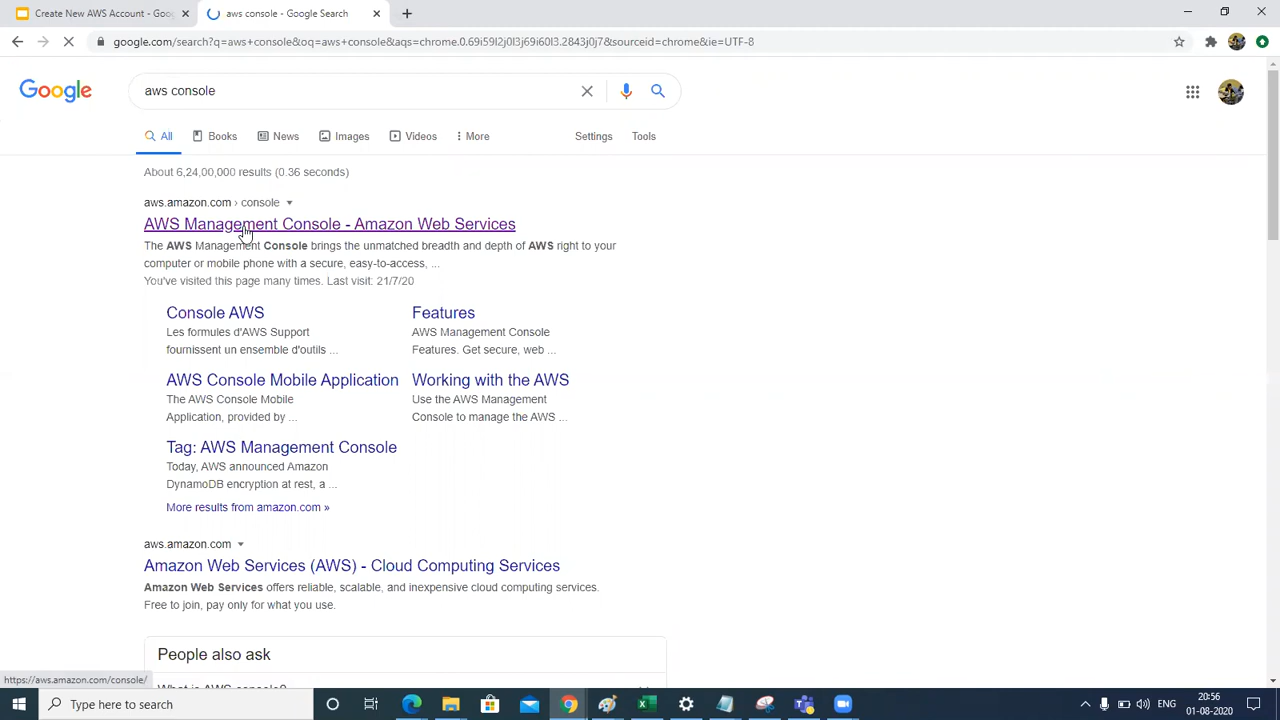 Create New AWS Account - Goog
aws console - Google Search
google.com/search?q=aws+console&oq=aws+console&aqs=chrome.0.69i59l2j0l3j69i60l3.2843j0j7&sourceid=chrome&ie=UTF-8
Google
aws console
All
Books
News
Images
Videos
More
Settings
Tools
About 6,24,00,000 results (0.36 seconds)
aws.amazon.com › console
AWS Management Console - Amazon Web Services
The AWS Management Console brings the unmatched breadth and depth of AWS right to your
computer or mobile phone with a secure, easy-to-access, ...
You've visited this page many times. Last visit: 21/7/20
Console AWS
Les formules d'AWS Support
fournissent un ensemble d'outils ...
Features
AWS Management Console
Features. Get secure, web ...
AWS Console Mobile Application
The AWS Console Mobile
Application, provided by ...
Working with the AWS
Use the AWS Management
Console to manage the AWS ...
Tag: AWS Management Console
Today, AWS announced Amazon
DynamoDB encryption at rest, a ...
More results from amazon.com »
aws.amazon.com
Amazon Web Services (AWS) - Cloud Computing Services
Amazon Web Services offers reliable, scalable, and inexpensive cloud computing services.
Free to join, pay only for what you use.
People also ask
What is AWS console?
https://aws.amazon.com/console/
Type here to search
ENG
20:56
01-08-2020